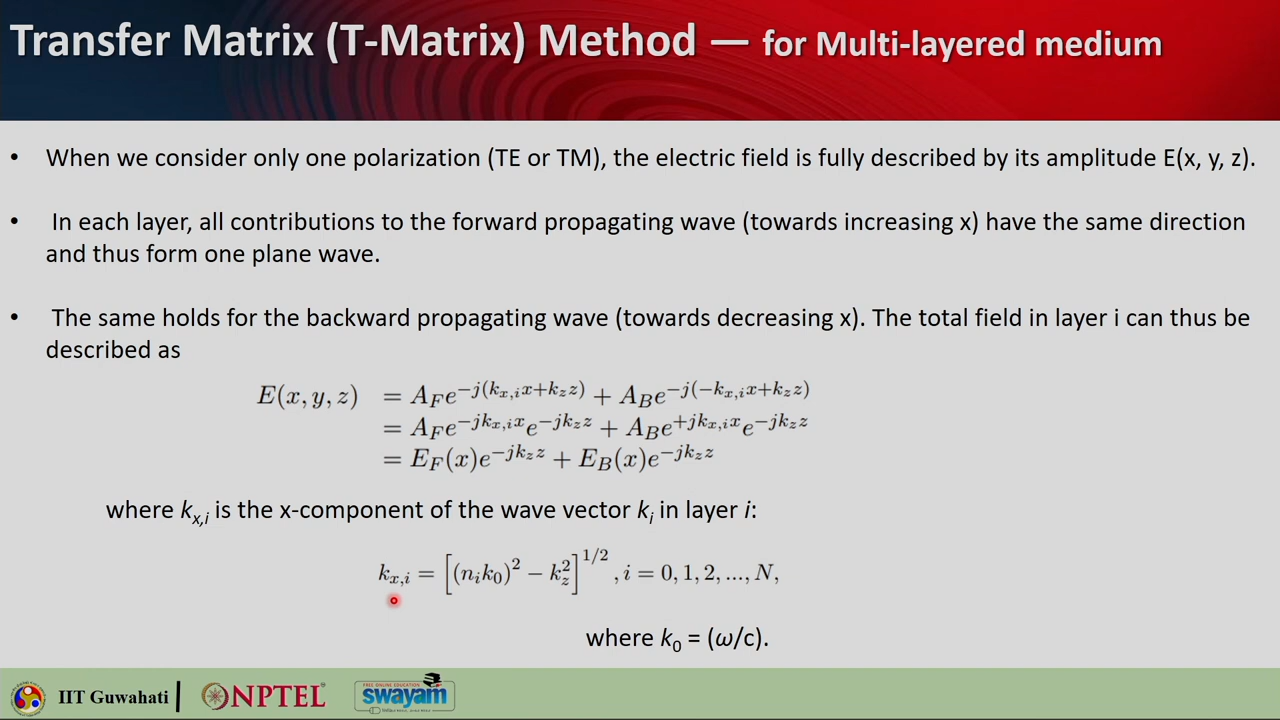 Transfer Matrix (T-Matrix) Method — for Multi-layered medium
• When we consider only one polarization (TE or TM), the electric field is fully described by its amplitude E(x, y, z).
• In each layer, all contributions to the forward propagating wave (towards increasing x) have the same direction
and thus form one plane wave.
• The same holds for the backward propagating wave (towards decreasing x). The total field in layer i can thus be
described as
E(x, y, z) = A_F e^{-j(k_{x,i}x+k_z z)} + A_B e^{-j(-k_{x,i}x+k_z z)}
= A_F e^{-jk_{x,i}x} e^{-jk_z z} + A_B e^{+jk_{x,i}x} e^{-jk_z z}
= E_F(x)e^{-jk_z z} + E_B(x)e^{-jk_z z}
where k_{x,i} is the x-component of the wave vector k_i in layer i:
k_{x,i} = [(n_i k_0)^2 − k_z^2]^{1/2}, i = 0, 1, 2, ..., N,
where k_0 = (ω/c).
IIT Guwahati NPTEL FREE ONLINE EDUCATION swayam